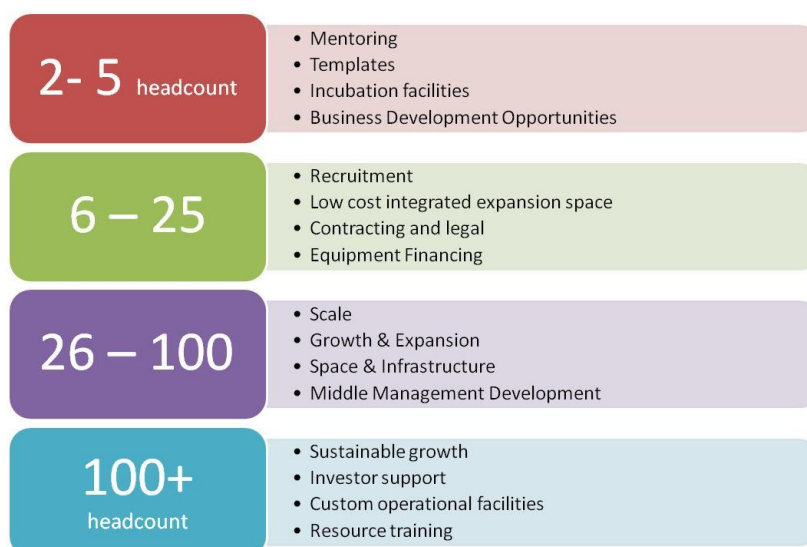 2- 5 headcount
• Mentoring
• Templates
• Incubation facilities
• Business Development Opportunities
6 – 25
• Recruitment
• Low cost integrated expansion space
• Contracting and legal
• Equipment Financing
26 – 100
• Scale
• Growth & Expansion
• Space & Infrastructure
• Middle Management Development
100+
headcount
• Sustainable growth
• Investor support
• Custom operational facilities
• Resource training